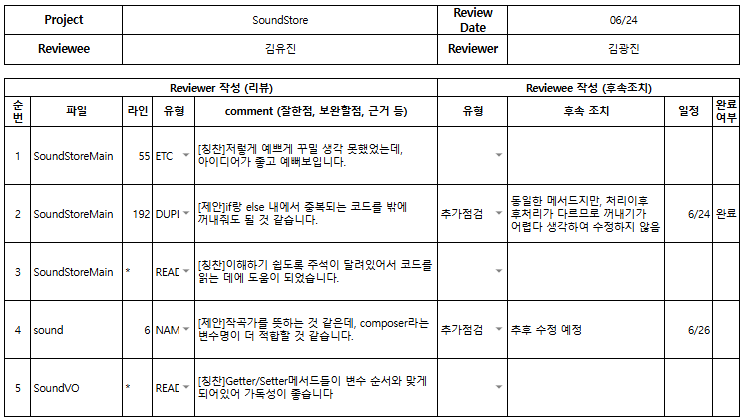 Project SoundStore Review Date 06/24
Reviewee 김유진 Reviewer 김광진
Reviewer 작성 (리뷰) Reviewee 작성 (후속조치)
순번 파일 라인 유형 comment (잘한점, 보완할점, 근거 등) 유형 후속 조치 일정 완료여부
1 SoundStoreMain 55 ETC [칭찬]저렇게 예쁘게 꾸밀 생각 못했었는데,
아이디어가 좋고 예뻐보입니다.
2 SoundStoreMain 192 DUPI [제안]if랑 else 내에서 중복되는 코드를 밖에
꺼내줘도 될 것 같습니다.
추가점검
동일한 메서드지만, 처리이후
후처리가 다르므로 꺼내기가
어렵다 생각하여 수정하지 않음
6/24 완료
3 SoundStoreMain * READ [칭찬]이해하기 쉽도록 주석이 달려있어서 코드를
읽는 데에 도움이 되었습니다.
4 sound 6 NAM [제안]작곡가를 뜻하는 것 같은데, composer라는
변수명이 더 적합할 것 같습니다.
추가점검 추후 수정 예정 6/26
5 SoundVO * READ [칭찬]Getter/Setter메서드들이 변수 순서와 맞게
되어있어 가독성이 좋습니다